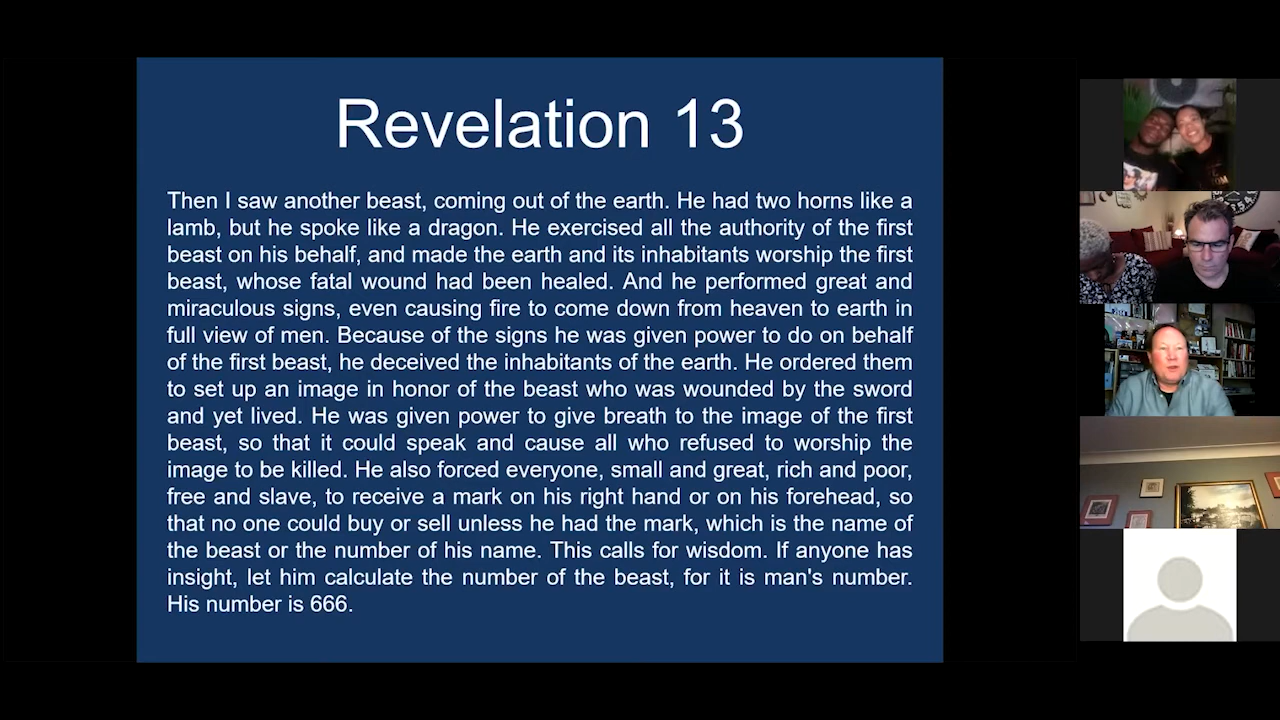 Revelation 13
Then I saw another beast, coming out of the earth. He had two horns like a
lamb, but he spoke like a dragon. He exercised all the authority of the first
beast on his behalf, and made the earth and its inhabitants worship the first
beast, whose fatal wound had been healed. And he performed great and
miraculous signs, even causing fire to come down from heaven to earth in
full view of men. Because of the signs he was given power to do on behalf
of the first beast, he deceived the inhabitants of the earth. He ordered them
to set up an image in honor of the beast who was wounded by the sword
and yet lived. He was given power to give breath to the image of the first
beast, so that it could speak and cause all who refused to worship the
image to be killed. He also forced everyone, small and great, rich and poor,
free and slave, to receive a mark on his right hand or on his forehead, so
that no one could buy or sell unless he had the mark, which is the name of
the beast or the number of his name. This calls for wisdom. If anyone has
insight, let him calculate the number of the beast, for it is man's number.
His number is 666.